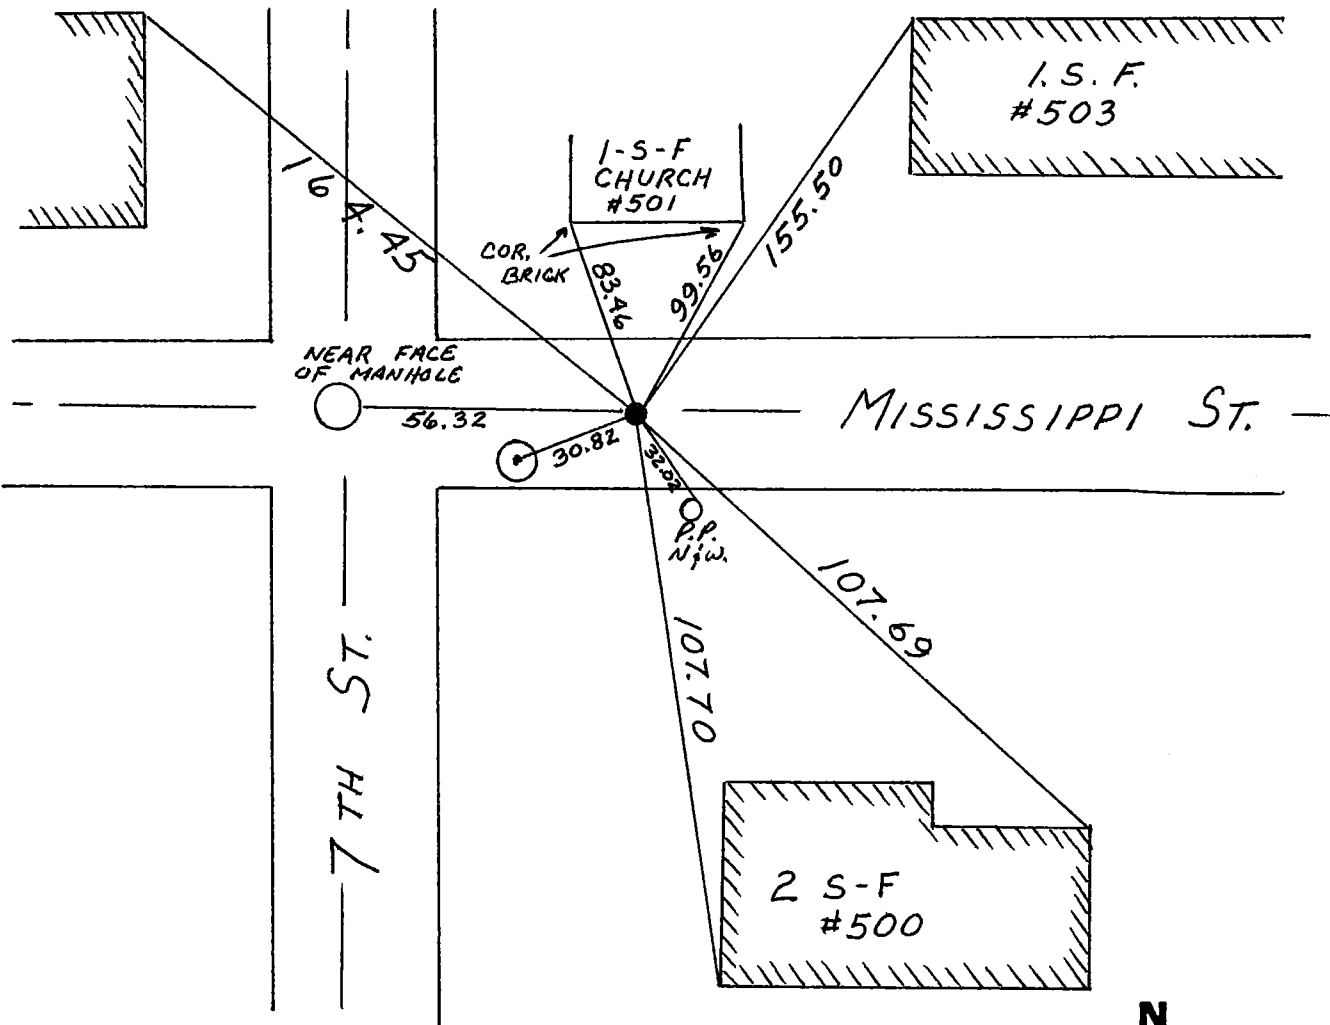 1.S.F.
#503
1-S-F
CHURCH
#501
164.45
155.50
COR.
BRICK
83.46
99.56
NEAR FACE
OF MANHOLE
56.32
30.82
32.02
MISSISSIPPI ST.
P.P.
N&W.
107.69
107.70
7TH ST.
2 S-F
#500
N